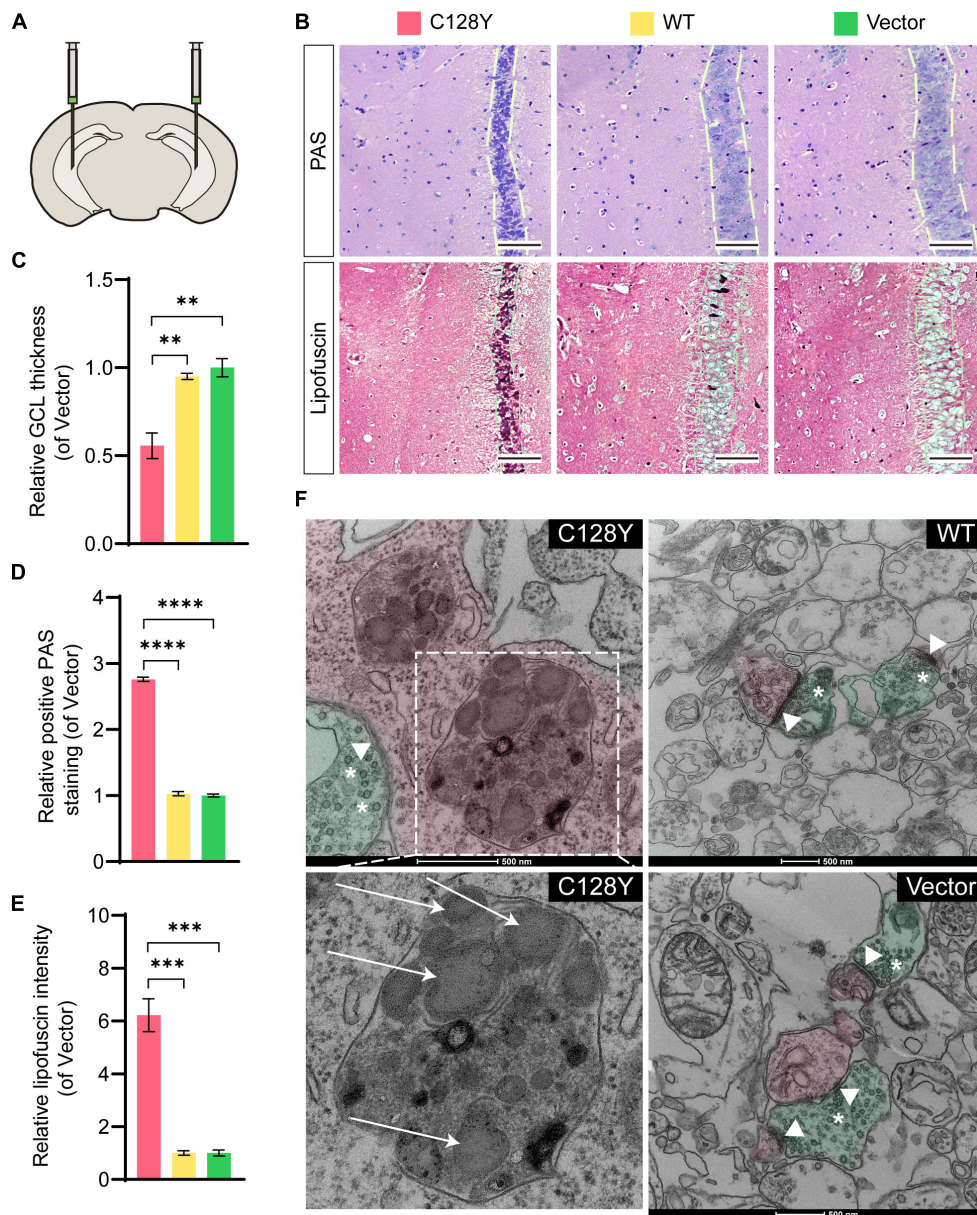 A
B
C128Y
WT
Vector
PAS
Lipofuscin
C
Relative GCL thickness
(of Vector)
1.5
1.0
0.5
0.0
**
**
D
Relative positive PAS
staining (of Vector)
4
3
2
1
0
****
****
E
Relative lipofuscin intensity
(of Vector)
10
8
6
4
2
0
***
***
F
C128Y
WT
*
*
*
*
500 nm
500 nm
C128Y
Vector
*
*
500 nm